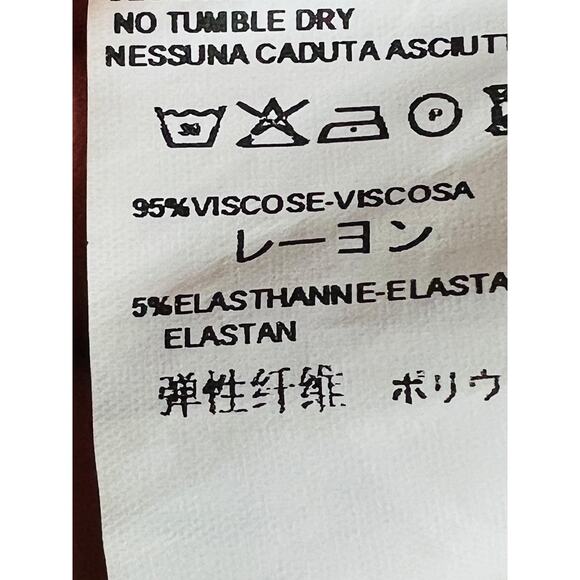 NO TUMBLE DRY
NESSUNA CADUTA ASCIUTT
30 P
95% VISCOSE-VISCOSA
レーヨン
5% ELASTHANNE-ELASTA
ELASTAN
弹性纤维 ポリウ